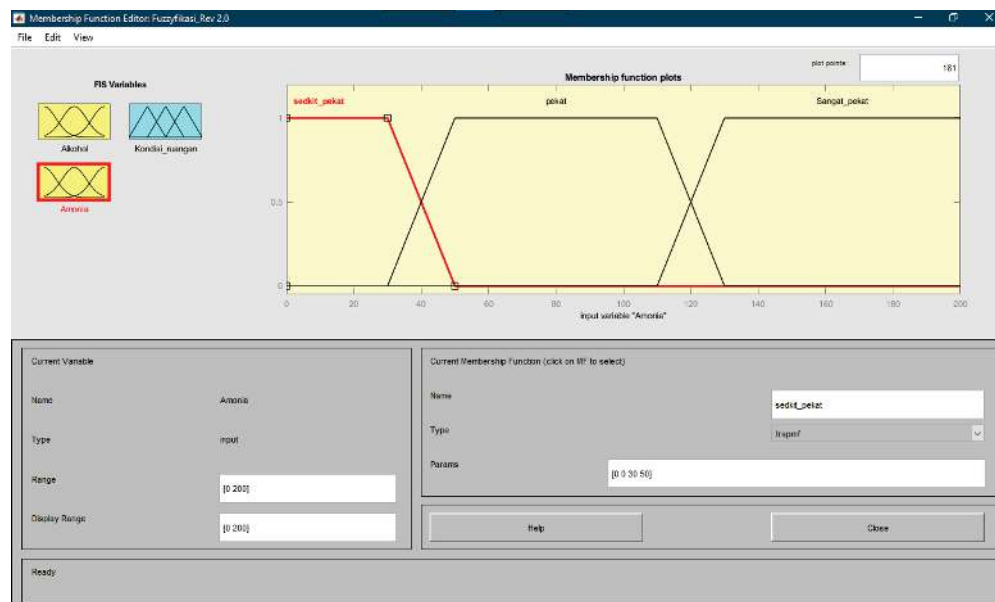 Membership Function Editor: Fuzzyfikasi_Rev 2.0
File Edit View
FIS Variables
Alkohol
Kondisi_ruangan
Amonia
plot points:
181
Membership function plots
sedkit_pekat
pekat
Sangat_pekat
1
0.5
0
0 20 40 60 80 100 120 140 160 180 200
input variable "Amonia"
Current Variable
Name Amonia
Type input
Range [0 200]
Display Range [0 200]
Current Membership Function (click on MF to select)
Name sedkit_pekat
Type trapmf
Params [0 0 30 50]
Help Close
Ready